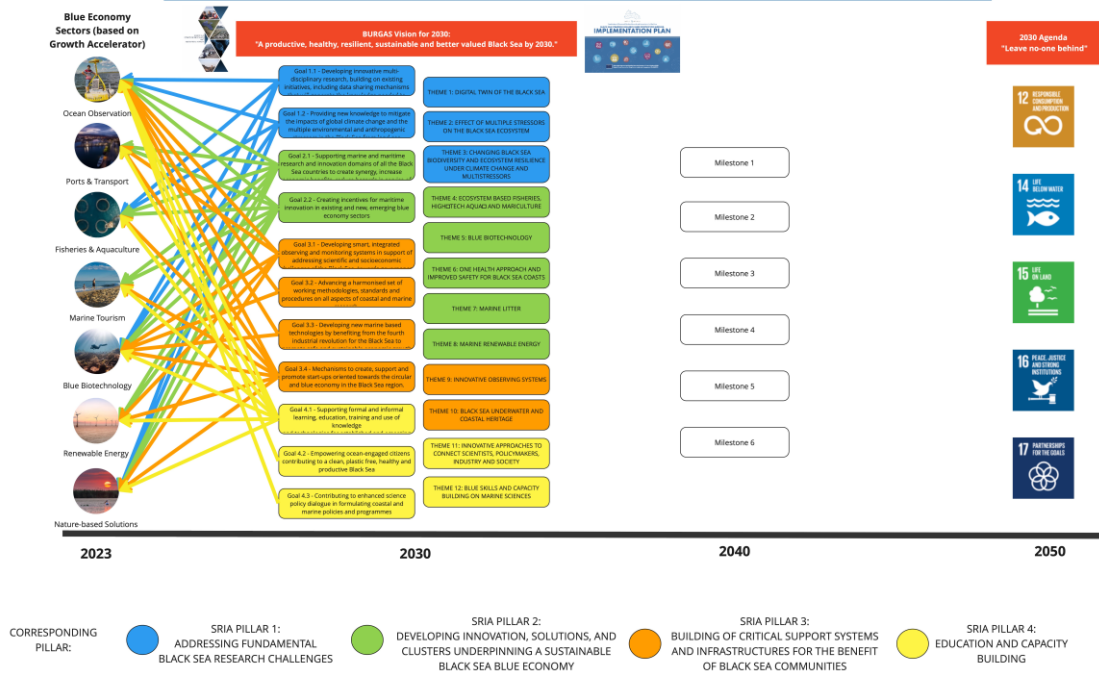 Blue Economy
Sectors (based on
Growth Accelerator)
BURGAS Vision for 2030:
"A productive, healthy, resilient, sustainable and better valued Black Sea by 2030."
IMPLEMENTATION PLAN
2030 Agenda
"Leave no-one behind"
Ocean Observation
Ports & Transport
Fisheries & Aquaculture
Marine Tourism
Blue Biotechnology
Renewable Energy
Nature-based Solutions
Goal 1.1 - Developing innovative multi-
disciplinary research, building on existing
initiatives, including data sharing mechanisms
Goal 1.2 - Providing new knowledge to mitigate
the impacts of global climate change and the
multiple environmental and anthropogenic
Goal 2.1 - Supporting marine and maritime
research and innovation domains of all the Black
Sea countries to create synergy, increase
Goal 2.2 - Creating incentives for maritime
innovation in existing and new, emerging blue
economy sectors
Goal 3.1 - Developing smart, integrated
observing and monitoring systems in support of
addressing scientific and socioeconomic
Goal 3.2 - Advancing a harmonised set of
working methodologies, standards and
procedures on all aspects of coastal and marine
Goal 3.3 - Developing new marine based
technologies by benefiting from the fourth
industrial revolution for the Black Sea to
Goal 3.4 - Mechanisms to create, support and
promote start-ups oriented towards the circular
and blue economy in the Black Sea region.
Goal 4.1 - Supporting formal and informal
learning, education, training and use of
knowledge
Goal 4.2 - Empowering ocean-engaged citizens
contributing to a clean, plastic free, healthy and
productive Black Sea
Goal 4.3 - Contributing to enhanced science
policy dialogue in formulating coastal and
marine policies and programmes
THEME 1: DIGITAL TWIN OF THE BLACK SEA
THEME 2: EFFECT OF MULTIPLE STRESSORS
ON THE BLACK SEA ECOSYSTEM
THEME 3: CHANGING BLACK SEA
BIODIVERSITY AND ECOSYSTEM RESILIENCE
UNDER CLIMATE CHANGE AND
MULTISTRESSORS
THEME 4: ECOSYSTEM BASED FISHERIES,
AND MARICULTURE
THEME 5: BLUE BIOTECHNOLOGY
THEME 6: ONE HEALTH APPROACH AND
IMPROVED SAFETY FOR BLACK SEA COASTS
THEME 7: MARINE LITTER
THEME 8: MARINE RENEWABLE ENERGY
THEME 9: INNOVATIVE OBSERVING SYSTEMS
THEME 10: BLACK SEA UNDERWATER AND
COASTAL HERITAGE
THEME 11: INNOVATIVE APPROACHES TO
CONNECT SCIENTISTS, POLICYMAKERS,
INDUSTRY AND SOCIETY
THEME 12: BLUE SKILLS AND CAPACITY
BUILDING ON MARINE SCIENCES
Milestone 1
Milestone 2
Milestone 3
Milestone 4
Milestone 5
Milestone 6
12 RESPONSIBLE
CONSUMPTION
AND PRODUCTION
14 LIFE
BELOW WATER
15 LIFE
ON LAND
16 PEACE, JUSTICE
AND STRONG
INSTITUTIONS
17 PARTNERSHIPS
FOR THE GOALS
2023
2030
2040
2050
CORRESPONDING
PILLAR:
SRIA PILLAR 1:
ADDRESSING FUNDAMENTAL
BLACK SEA RESEARCH CHALLENGES
SRIA PILLAR 2:
DEVELOPING INNOVATION, SOLUTIONS, AND
CLUSTERS UNDERPINNING A SUSTAINABLE
BLACK SEA BLUE ECONOMY
SRIA PILLAR 3:
BUILDING OF CRITICAL SUPPORT SYSTEMS
AND INFRASTRUCTURES FOR THE BENEFIT
OF BLACK SEA COMMUNITIES
SRIA PILLAR 4:
EDUCATION AND CAPACITY
BUILDING